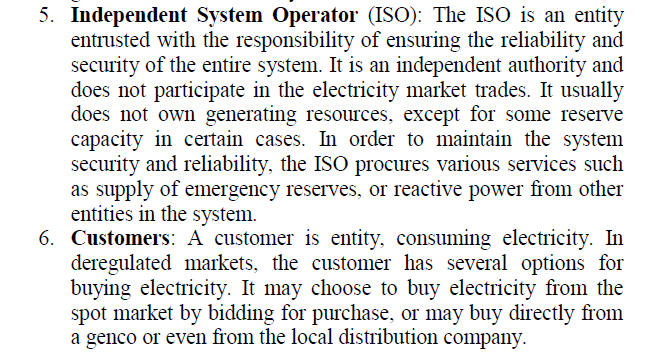 5. Independent System Operator (ISO): The ISO is an entity
entrusted with the responsibility of ensuring the reliability and
security of the entire system. It is an independent authority and
does not participate in the electricity market trades. It usually
does not own generating resources, except for some reserve
capacity in certain cases. In order to maintain the system
security and reliability, the ISO procures various services such
as supply of emergency reserves, or reactive power from other
entities in the system.
6. Customers: A customer is entity, consuming electricity. In
deregulated markets, the customer has several options for
buying electricity. It may choose to buy electricity from the
spot market by bidding for purchase, or may buy directly from
a genco or even from the local distribution company.